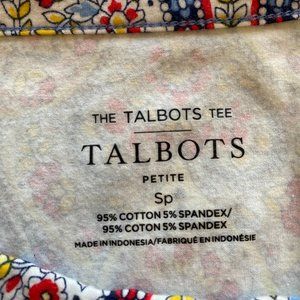 THE TALBOTS TEE
TALBOTS
PETITE
Sp
95% COTTON 5% SPANDEX/
95% COTON 5% SPANDEX
MADE IN INDONESIA/FABRIQUÉ EN INDONÉSIE